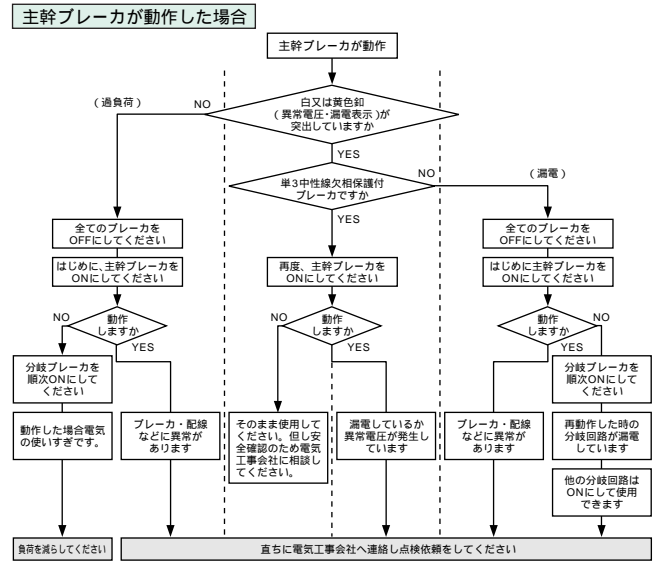 主幹ブレーカが動作した場合
主幹ブレーカが動作
白又は黄色釦
(異常電圧・漏電表示)が
突出していますか
(過負荷)
NO
YES
単3中性線欠相保護付
ブレーカですか
NO
(漏電)
YES
全てのブレーカを
OFFにしてください
はじめに、主幹ブレーカを
ONにしてください
再度、主幹ブレーカを
ONにしてください
全てのブレーカを
OFFにしてください
はじめに主幹ブレーカを
ONにしてください
動作
しますか
NO
YES
動作
しますか
NO
YES
動作
しますか
NO
YES
分岐ブレーカを
順次ONにして
ください
動作した場合電気
の使いすぎです。
ブレーカ・配線
などに異常が
あります
そのまま使用して
ください。但し安
全確認のため電気
工事会社に相談し
てください。
漏電しているか
異常電圧が発生し
ています
ブレーカ・配線
などに異常が
あります
分岐ブレーカを
順次ONにして
ください
再動作した時の
分岐回路が漏電
しています
他の分岐回路は
ONにして使用
できます
負荷を減らしてください
直ちに電気工事会社へ連絡し点検依頼をしてください